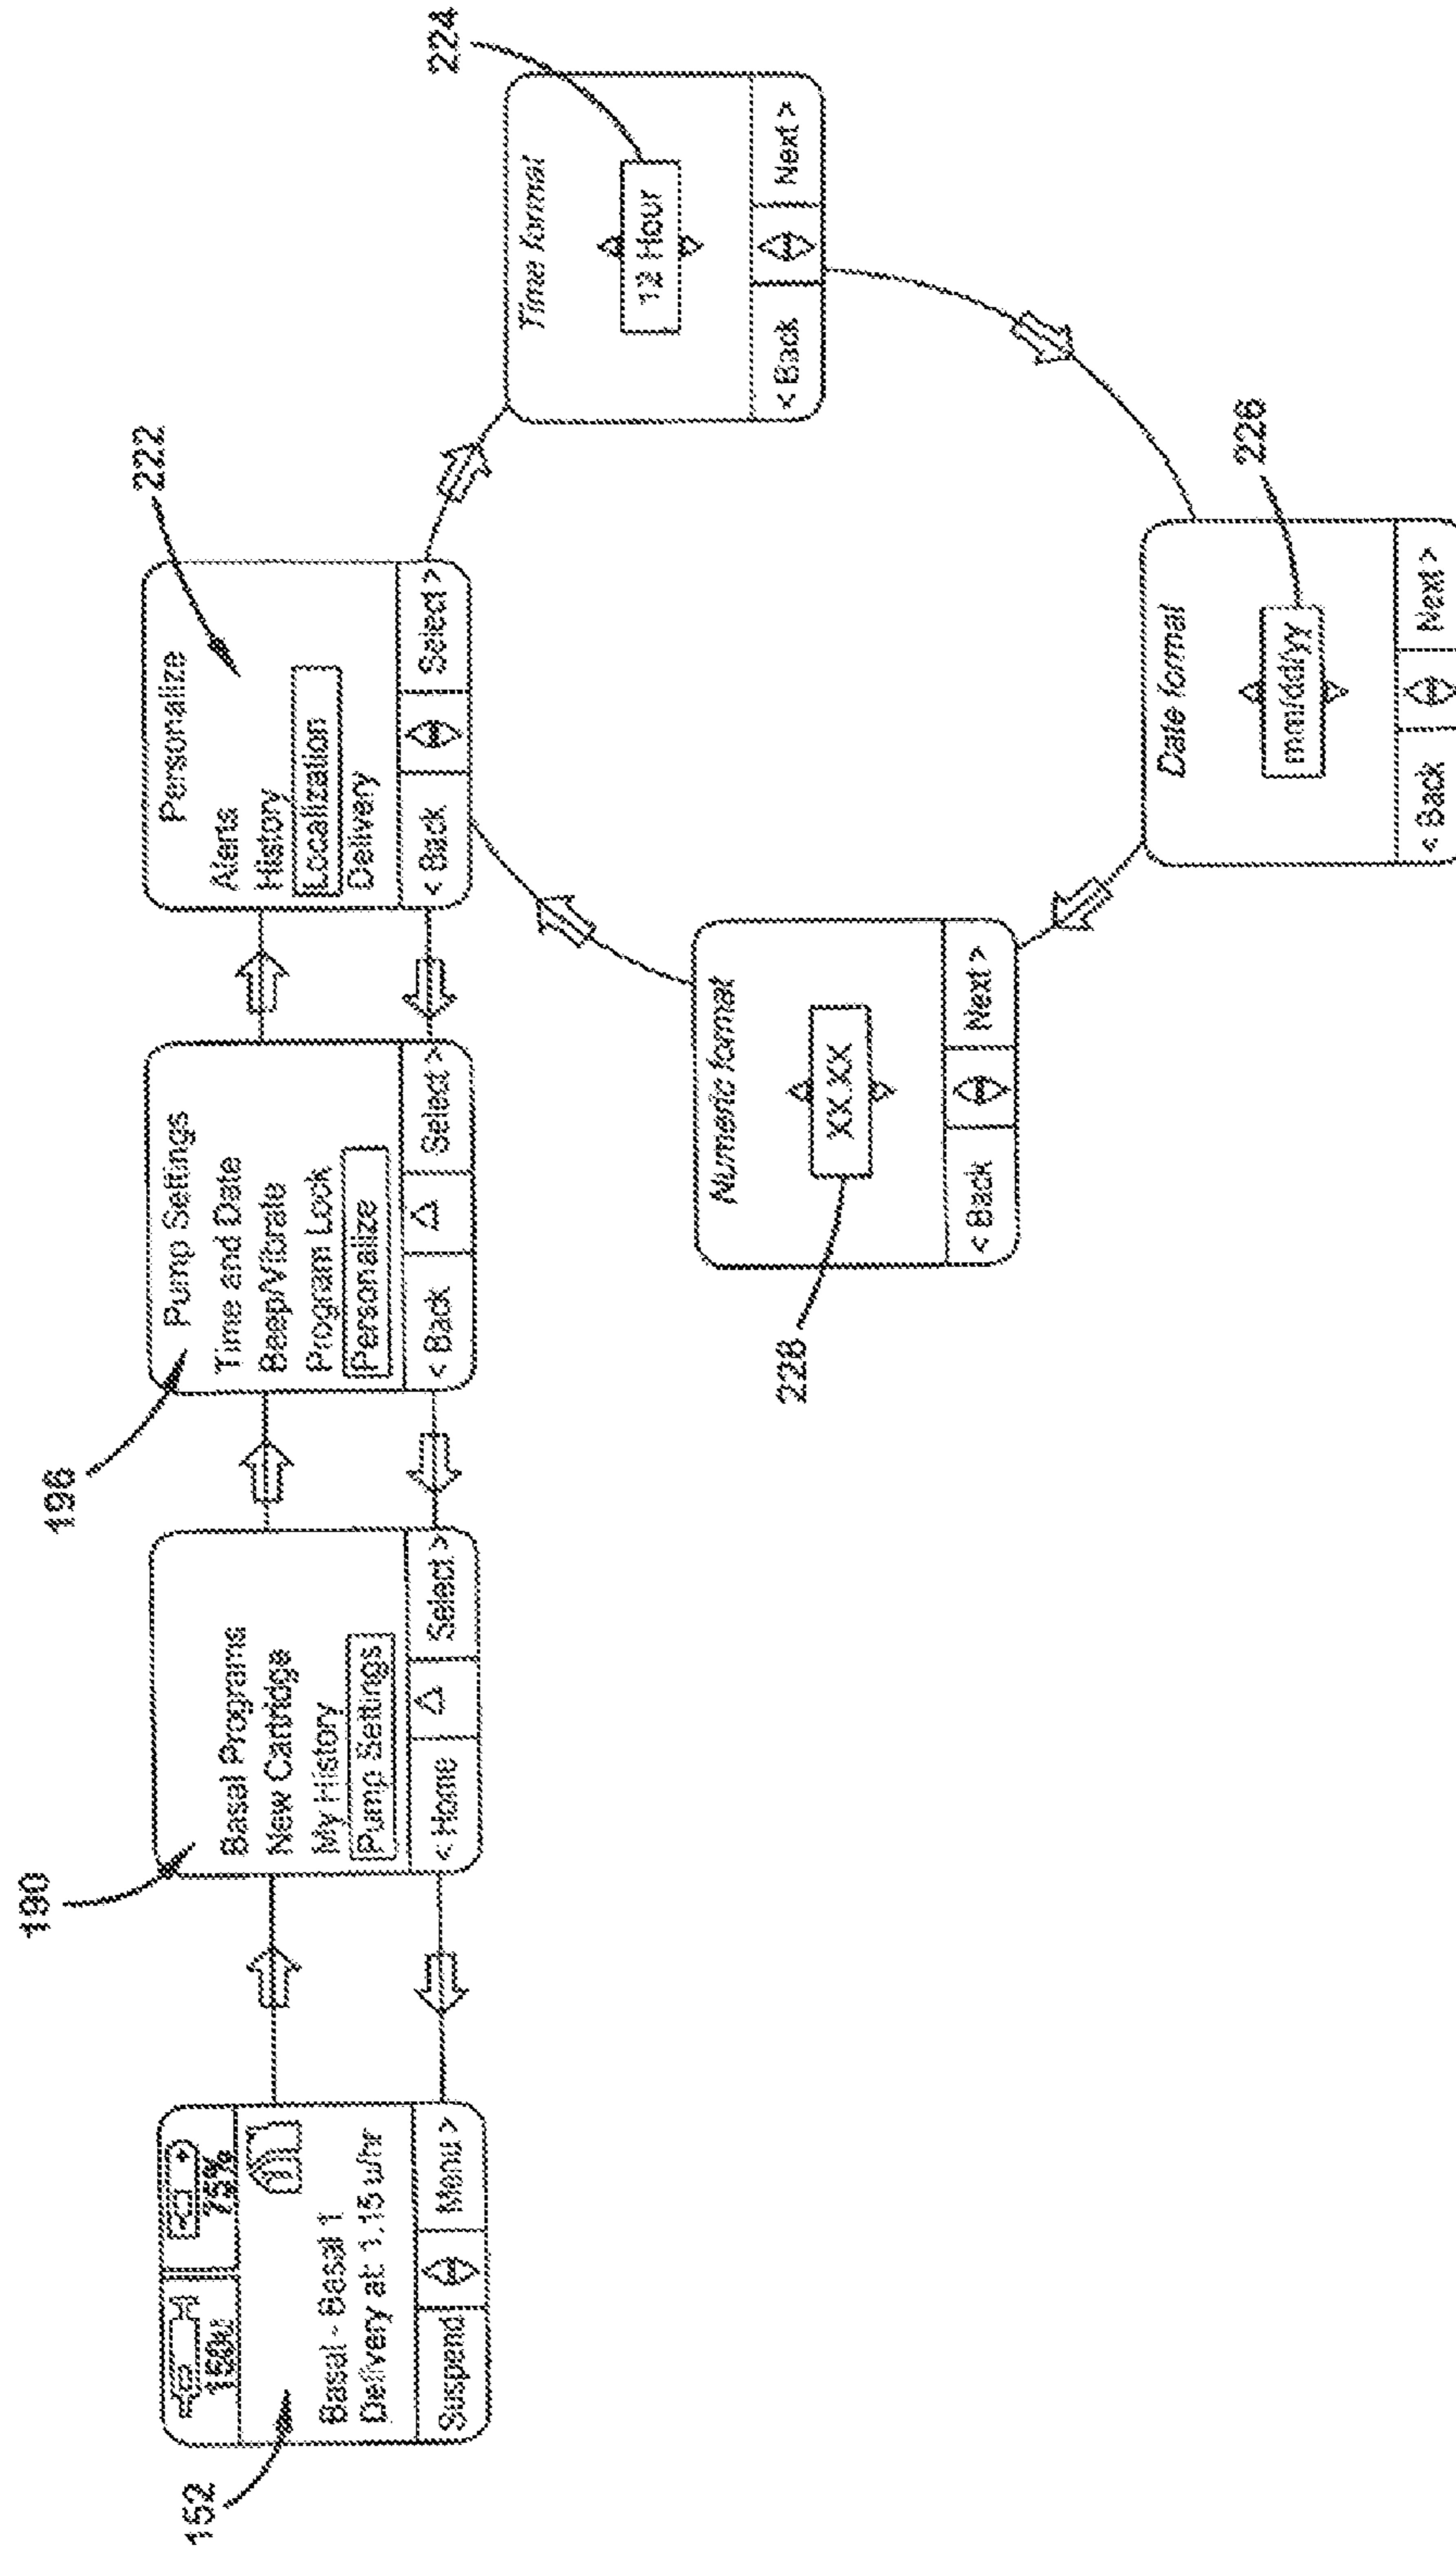 152
150u
75%
Basal - Basal 1
Delivery at: 1.15 u/hr
Suspend
Menu >
190
Basal Programs
New Cartridge
My History
Pump Settings
< Home
Select >
196
Pump Settings
Time and Date
Beep/Vibrate
Program Lock
Personalize
< Back
Select >
222
Personalize
Alerts
History
Localization
Delivery
< Back
Select >
224
Time format
12 Hour
< Back
Next >
226
Date format
mm/dd/yy
< Back
Next >
228
Numeric format
XX.XX
< Back
Next >